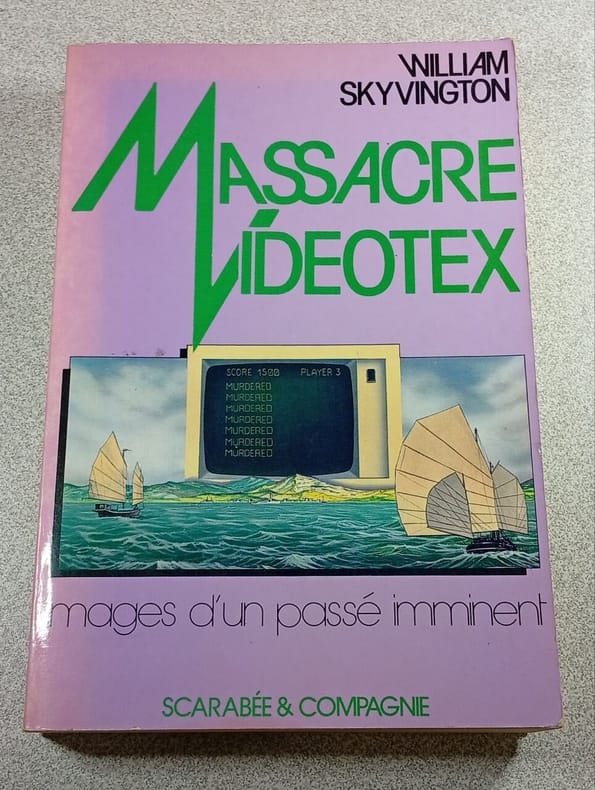 WILLIAM
SKYVINGTON
MASSACRE
VIDEOTEX
SCORE 1500 PLAYER 3
MURDERED
MURDERED
MURDERED
MURDERED
MURDERED
MURDERED
MURDERED
images d'un passé imminent
SCARABÉE & COMPAGNIE